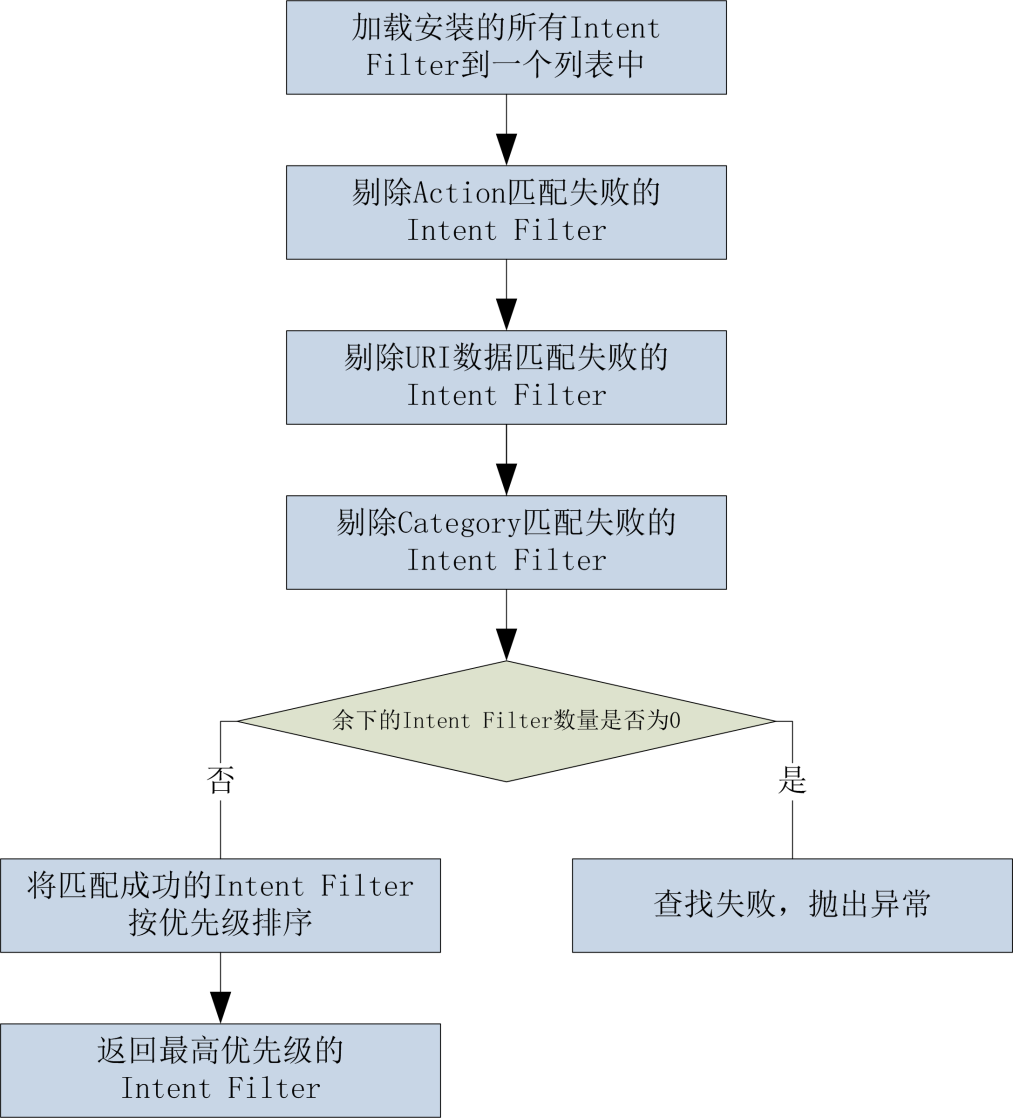 加载安装的所有Intent
Filter到一个列表中
剔除Action匹配失败的
Intent Filter
剔除URI数据匹配失败的
Intent Filter
剔除Category匹配失败的
Intent Filter
余下的Intent Filter数量是否为0
否
是
将匹配成功的Intent Filter
按优先级排序
查找失败，抛出异常
返回最高优先级的
Intent Filter